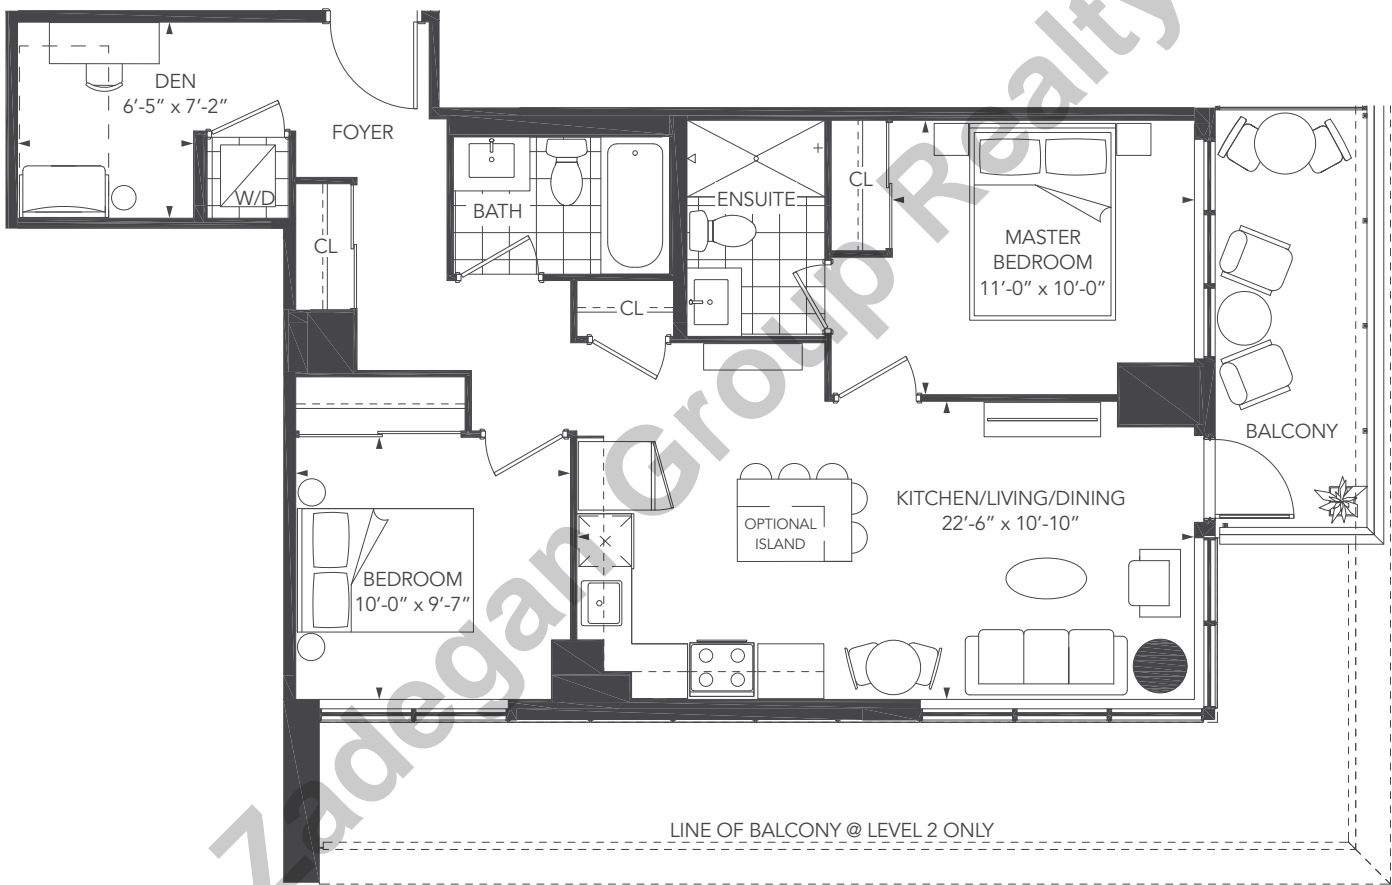 DEN
6'-5" x 7'-2"
FOYER
W/D
CL
BATH
ENSUITE
CL
CL
MASTER
BEDROOM
11'-0" x 10'-0"
BALCONY
KITCHEN/LIVING/DINING
22'-6" x 10'-10"
OPTIONAL
ISLAND
BEDROOM
10'-0" x 9'-7"
LINE OF BALCONY @ LEVEL 2 ONLY
Zadegan Group Realty